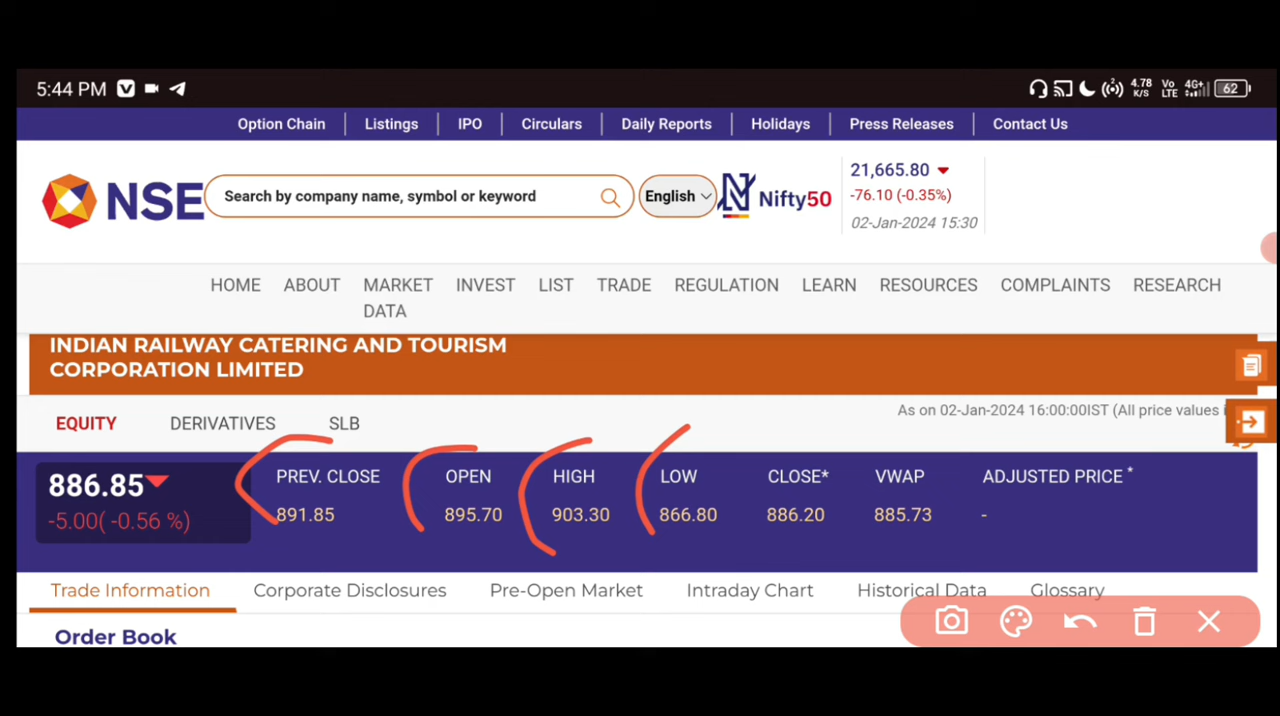 5:44 PM 4.78 K/S Vo LTE 4G+ 62
Option Chain Listings IPO Circulars Daily Reports Holidays Press Releases Contact Us
NSE Search by company name, symbol or keyword English Nifty50
21,665.80
-76.10 (-0.35%)
02-Jan-2024 15:30
HOME ABOUT MARKET DATA INVEST LIST TRADE REGULATION LEARN RESOURCES COMPLAINTS RESEARCH
INDIAN RAILWAY CATERING AND TOURISM
CORPORATION LIMITED
EQUITY DERIVATIVES SLB
As on 02-Jan-2024 16:00:00IST (All price values i
886.85
-5.00( -0.56 %)
PREV. CLOSE OPEN HIGH LOW CLOSE* VWAP ADJUSTED PRICE*
891.85 895.70 903.30 866.80 886.20 885.73 -
Trade Information Corporate Disclosures Pre-Open Market Intraday Chart Historical Data Glossary
Order Book